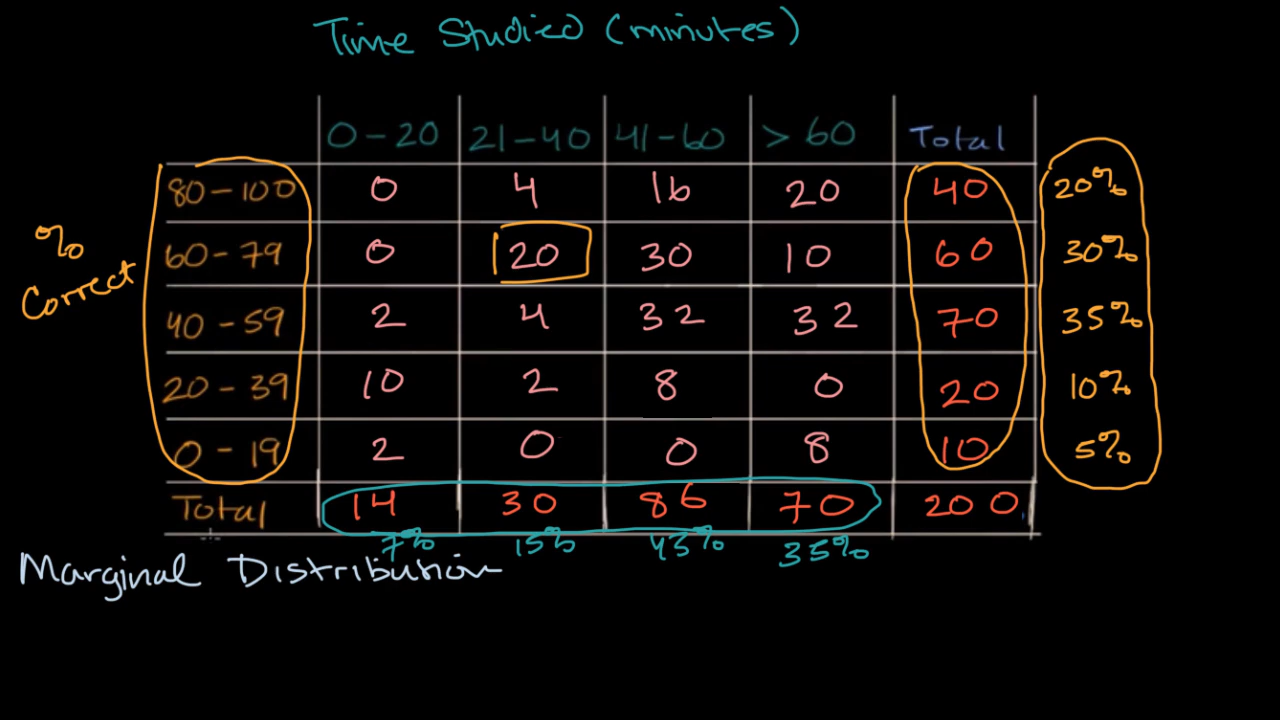 Time Studied (minutes)
0-20 21-40 41-60 > 60 Total
80-100 0 4 16 20 40 20%
60-79 0 20 30 10 60 30%
% Correct
40-59 2 4 32 32 70 35%
20-39 10 2 8 0 20 10%
0-19 2 0 0 8 10 5%
Total 14 30 86 70 200
7% 15% 43% 35%
Marginal Distribution